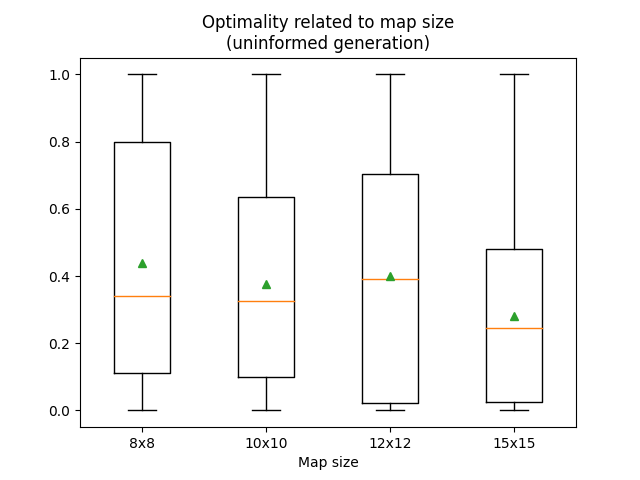 Optimality related to map size
(uninformed generation)
1.0
0.8
0.6
0.4
0.2
0.0
8x8 10x10 12x12 15x15
Map size